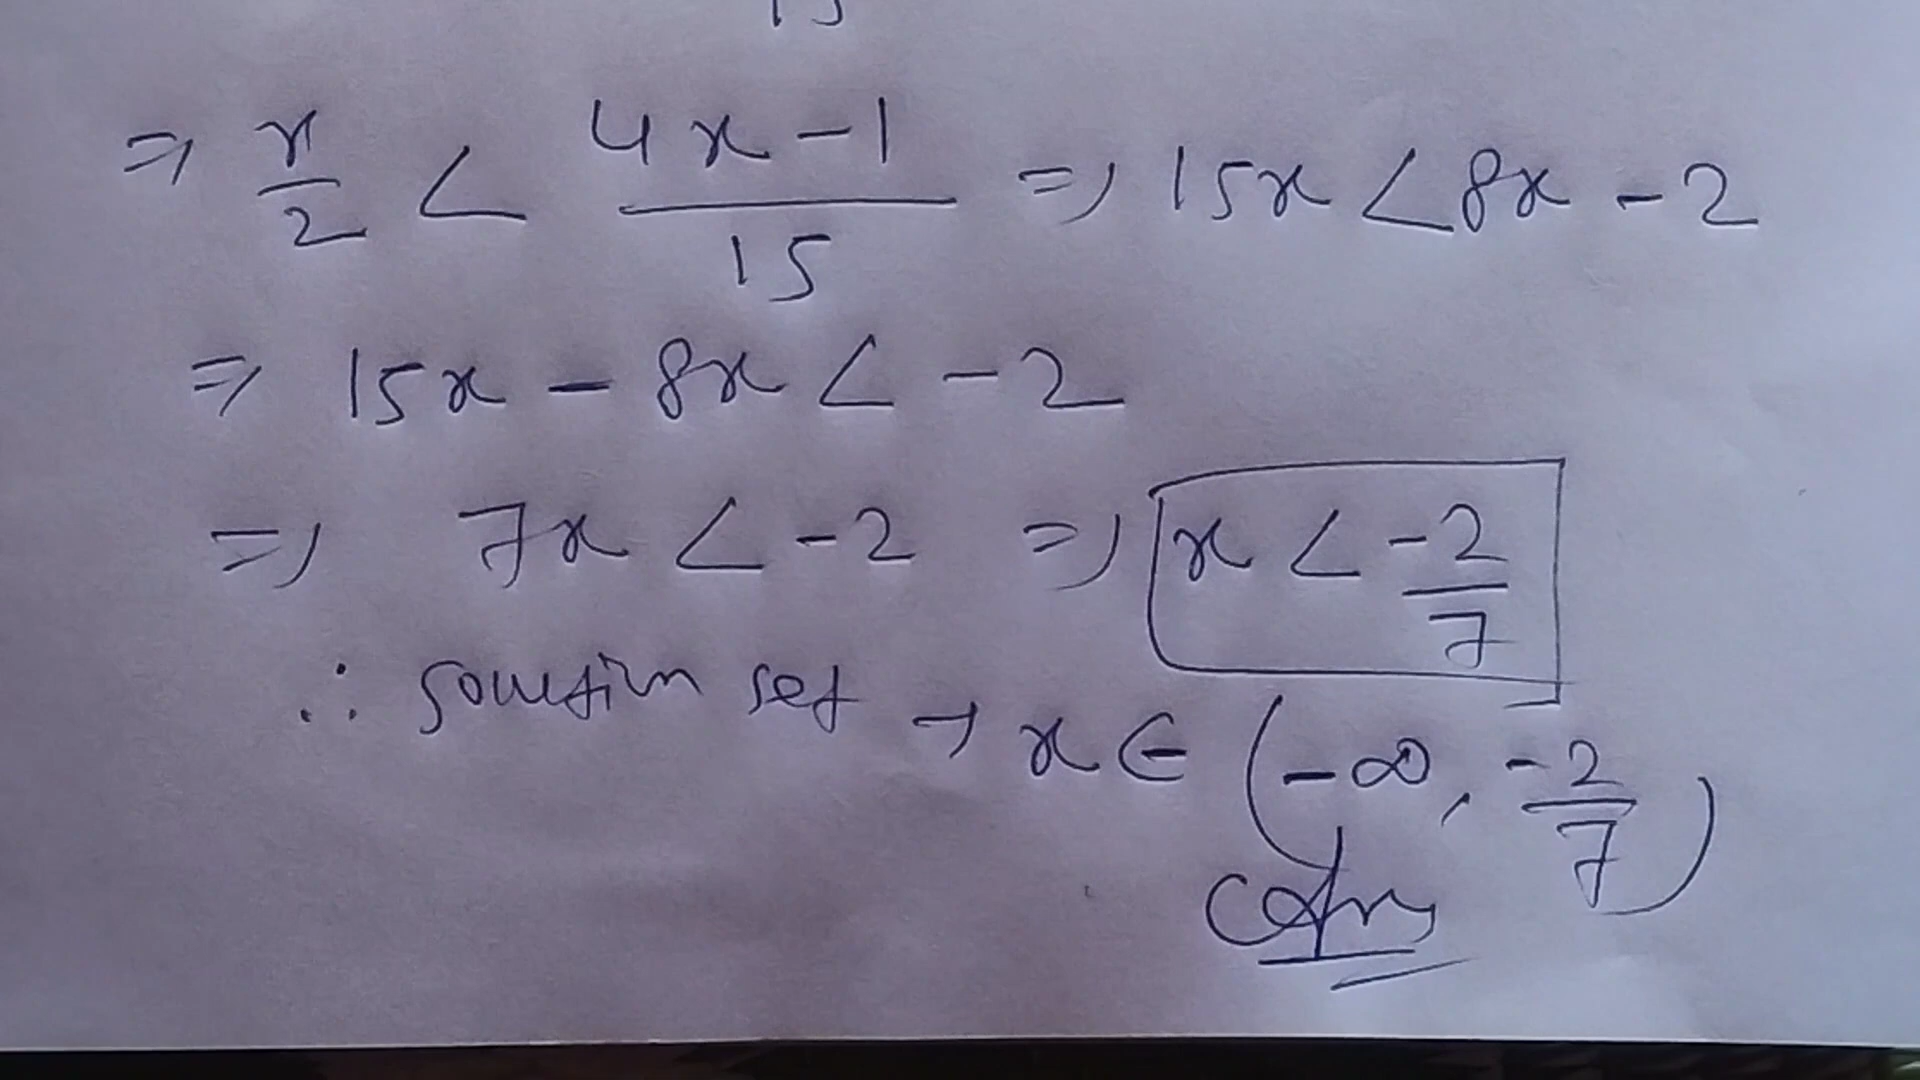 15
⇒ x/2 < (4x-1)/15 ⇒ 15x < 8x - 2
⇒ 15x - 8x < -2
⇒ 7x < -2 ⇒ x < -2/7
∴ solution set → x ∈ (-∞, -2/7)
Ans